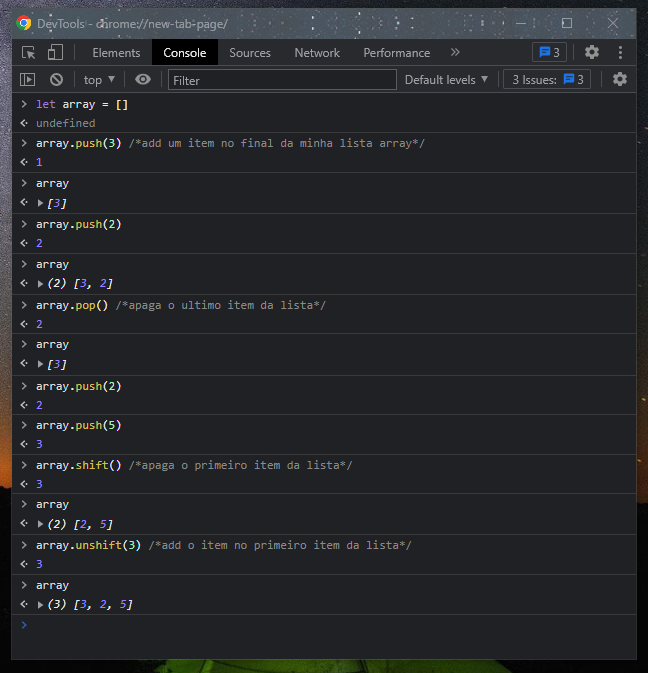 DevTools - chrome://new-tab-page/
Elements Console Sources Network Performance » 3
top ▼ Filter Default levels ▼ 3 Issues: 3
> let array = []
undefined
> array.push(3) /*add um item no final da minha lista array*/
1
> array
▶ [3]
> array.push(2)
2
> array
▶ (2) [3, 2]
> array.pop() /*apaga o ultimo item da lista*/
2
> array
▶ [3]
> array.push(2)
2
> array.push(5)
3
> array.shift() /*apaga o primeiro item da lista*/
3
> array
▶ (2) [2, 5]
> array.unshift(3) /*add o item no primeiro item da lista*/
3
> array
▶ (3) [3, 2, 5]
>